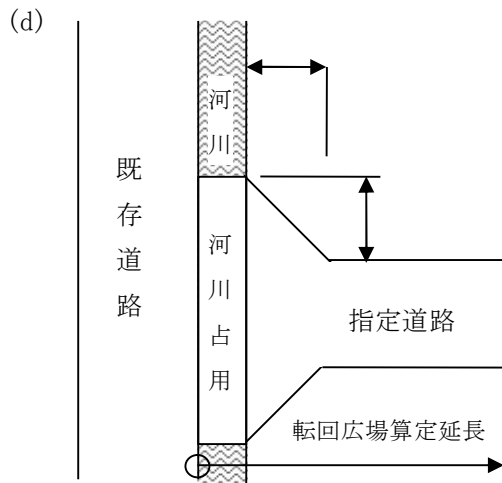 (d)
河川
既存道路
河川占用
指定道路
転回広場算定延長